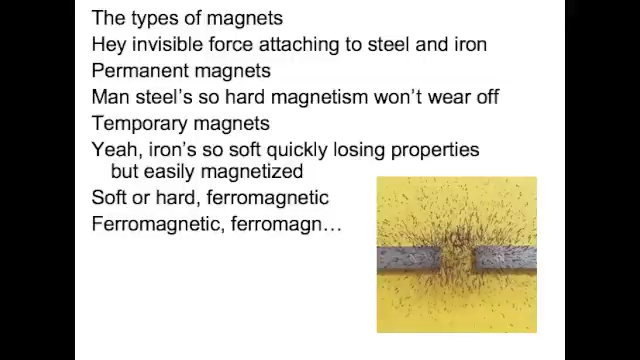 The types of magnets
Hey invisible force attaching to steel and iron
Permanent magnets
Man steel’s so hard magnetism won’t wear off
Temporary magnets
Yeah, iron’s so soft quickly losing properties
but easily magnetized
Soft or hard, ferromagnetic
Ferromagnetic, ferromagn…